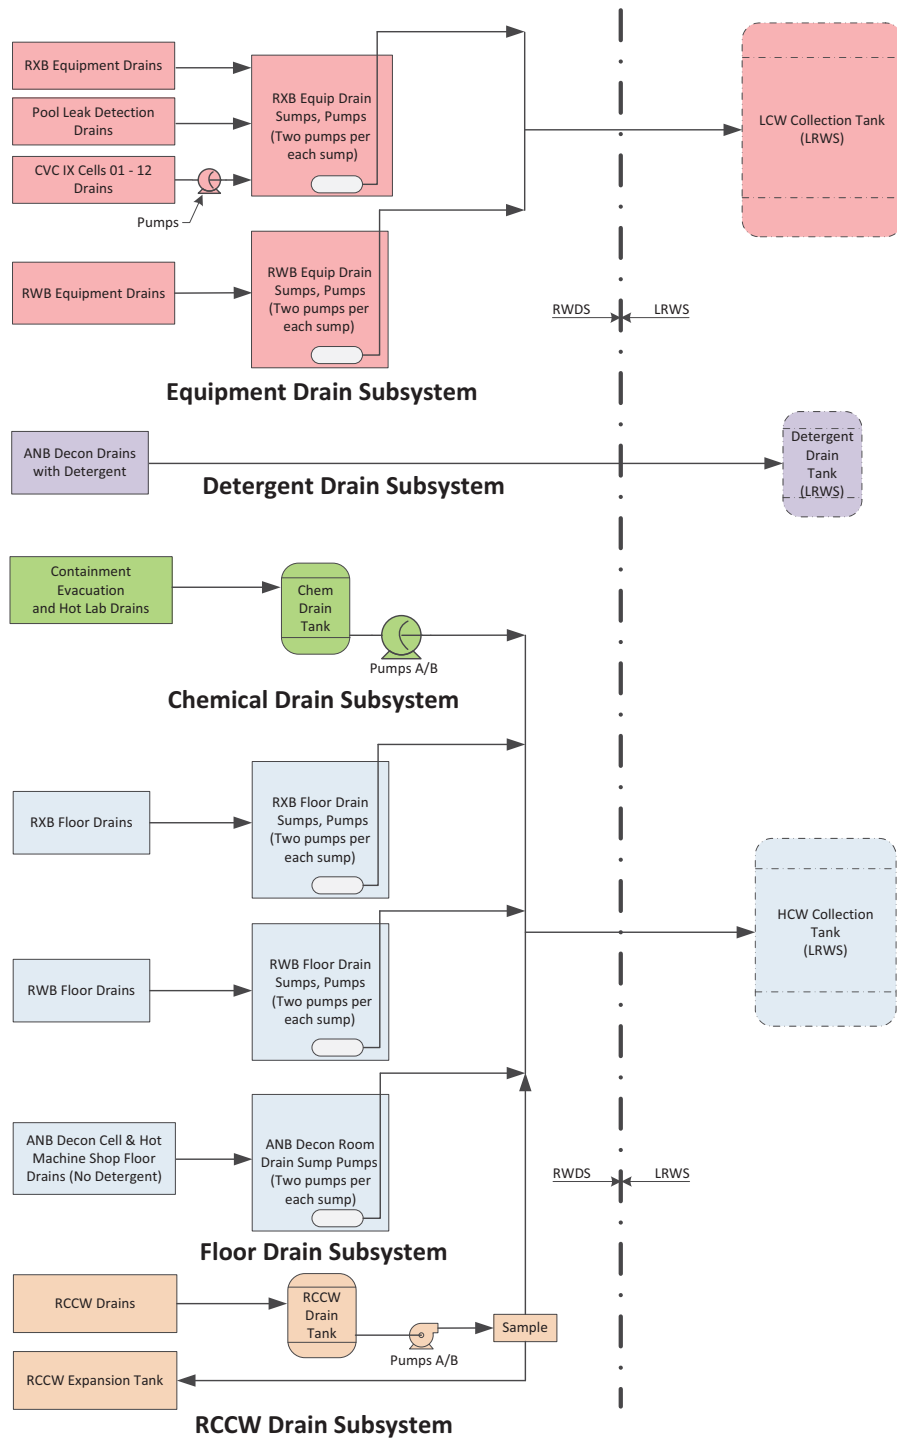 RXB Equipment Drains
Pool Leak Detection
Drains
CVC IX Cells 01 - 12
Drains
Pumps
RXB Equip Drain
Sumps, Pumps
(Two pumps per
each sump)
LCW Collection Tank
(LRWS)
RWB Equipment Drains
RWB Equip Drain
Sumps, Pumps
(Two pumps per
each sump)
RWDS
LRWS
Equipment Drain Subsystem
ANB Decon Drains
with Detergent
Detergent
Drain
Tank
(LRWS)
Detergent Drain Subsystem
Containment
Evacuation
and Hot Lab Drains
Chem
Drain
Tank
Pumps A/B
Chemical Drain Subsystem
RXB Floor Drains
RXB Floor Drain
Sumps, Pumps
(Two pumps per
each sump)
RWB Floor Drains
RWB Floor Drain
Sumps, Pumps
(Two pumps per
each sump)
HCW Collection
Tank
(LRWS)
ANB Decon Cell & Hot
Machine Shop Floor
Drains (No Detergent)
ANB Decon Room
Drain Sump Pumps
(Two pumps per
each sump)
RWDS
LRWS
Floor Drain Subsystem
RCCW Drains
RCCW
Drain
Tank
Pumps A/B
Sample
RCCW Expansion Tank
RCCW Drain Subsystem